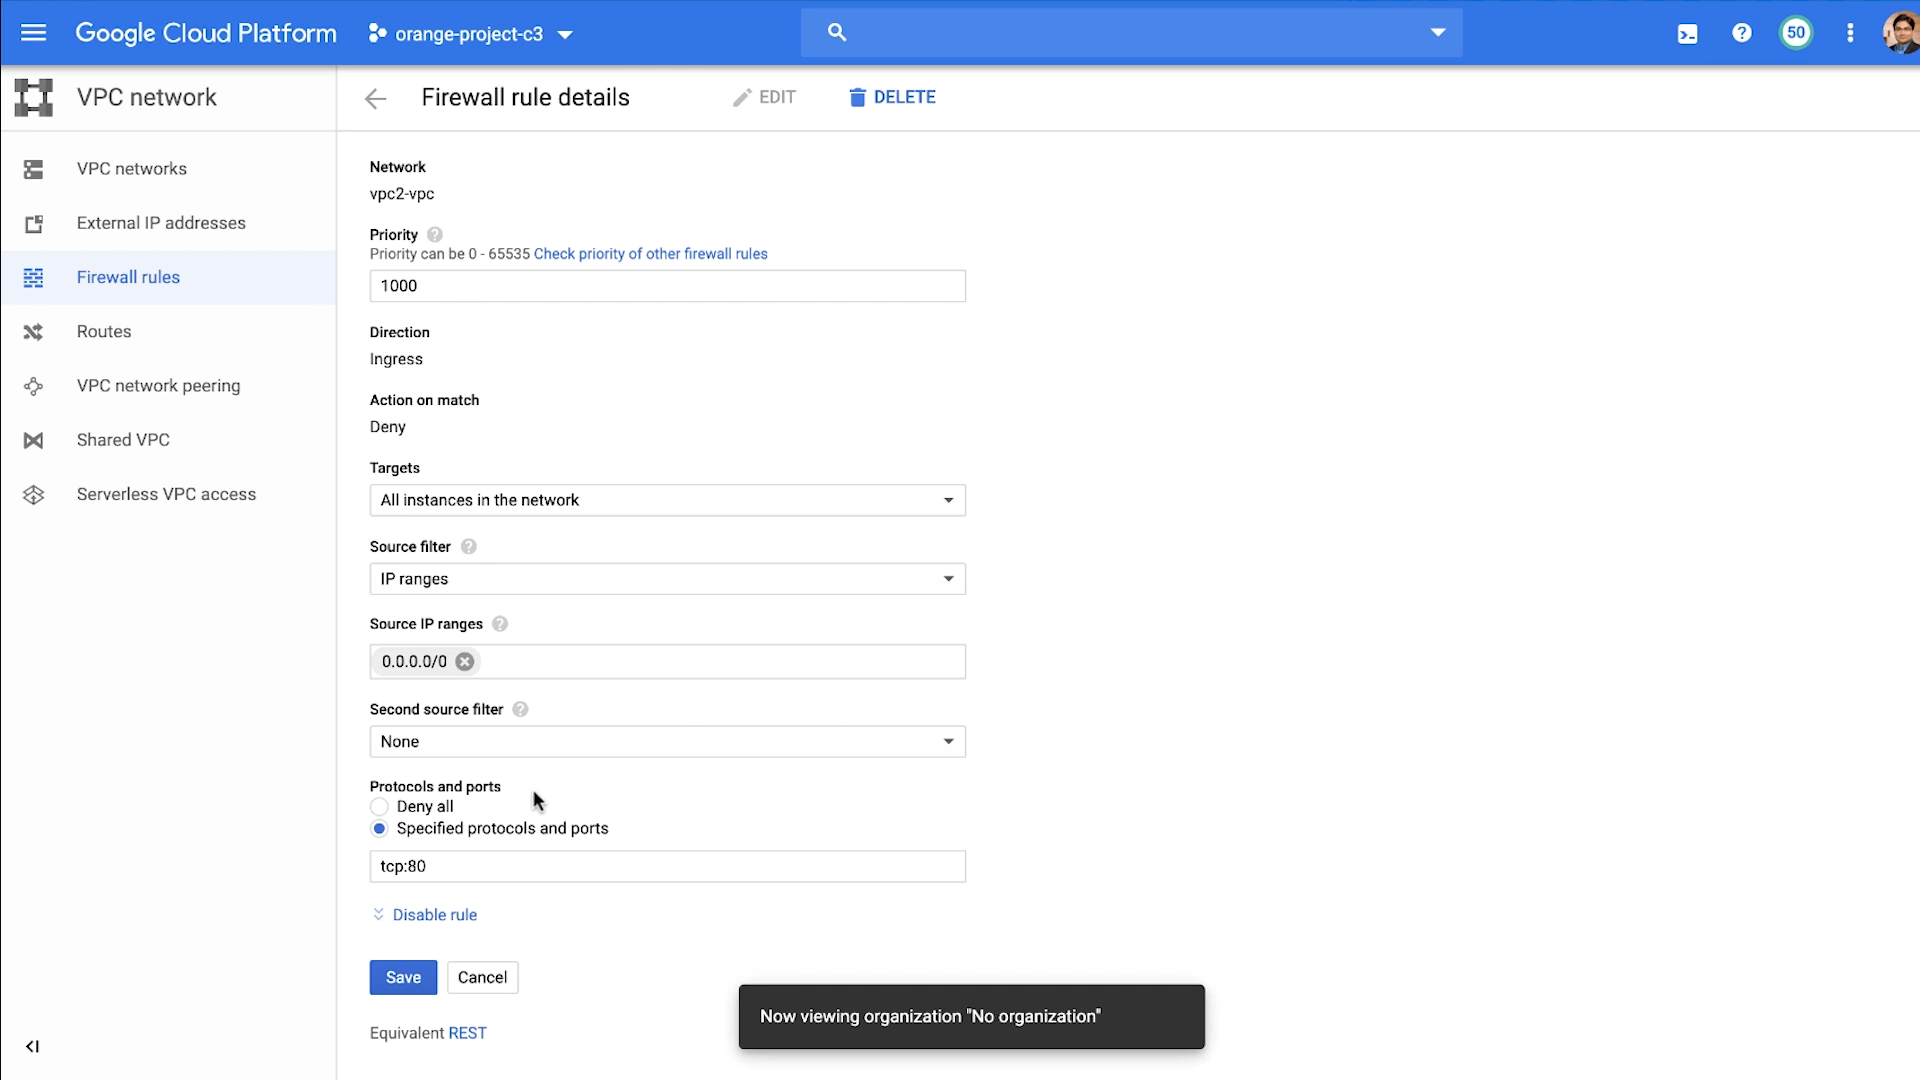 Google Cloud Platform
orange-project-c3
50
VPC network
Firewall rule details
EDIT
DELETE
VPC networks
External IP addresses
Firewall rules
Routes
VPC network peering
Shared VPC
Serverless VPC access
Network
vpc2-vpc
Priority
Priority can be 0 - 65535 Check priority of other firewall rules
1000
Direction
Ingress
Action on match
Deny
Targets
All instances in the network
Source filter
IP ranges
Source IP ranges
0.0.0.0/0
Second source filter
None
Protocols and ports
Deny all
Specified protocols and ports
tcp:80
Disable rule
Save
Cancel
Equivalent REST
Now viewing organization "No organization"